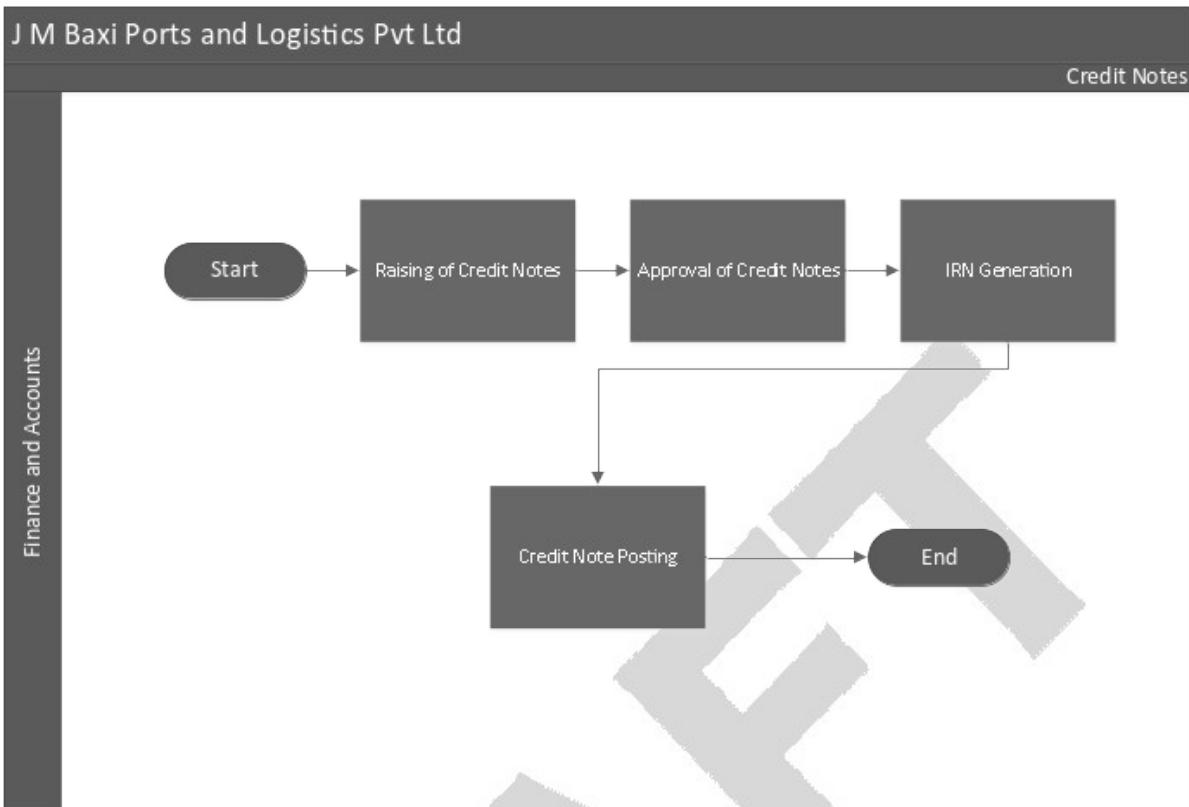 J M Baxi Ports and Logistics Pvt Ltd
Credit Notes
Finance and Accounts
Start
Raising of Credit Notes
Approval of Credit Notes
IRN Generation
Credit Note Posting
End